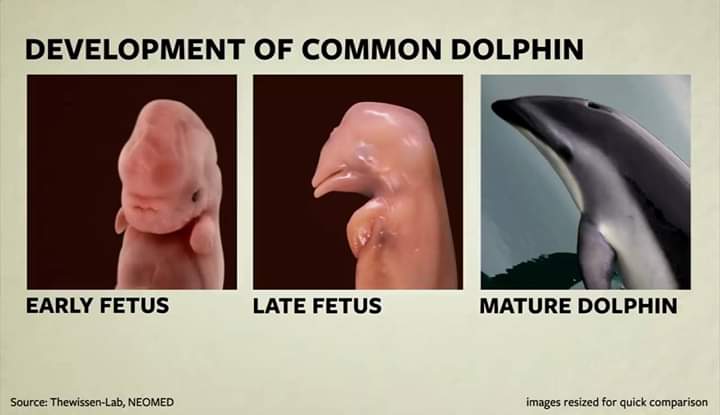 DEVELOPMENT OF COMMON DOLPHIN
EARLY FETUS
LATE FETUS
MATURE DOLPHIN
Source: Thewissen-Lab, NEOMED
images resized for quick comparison